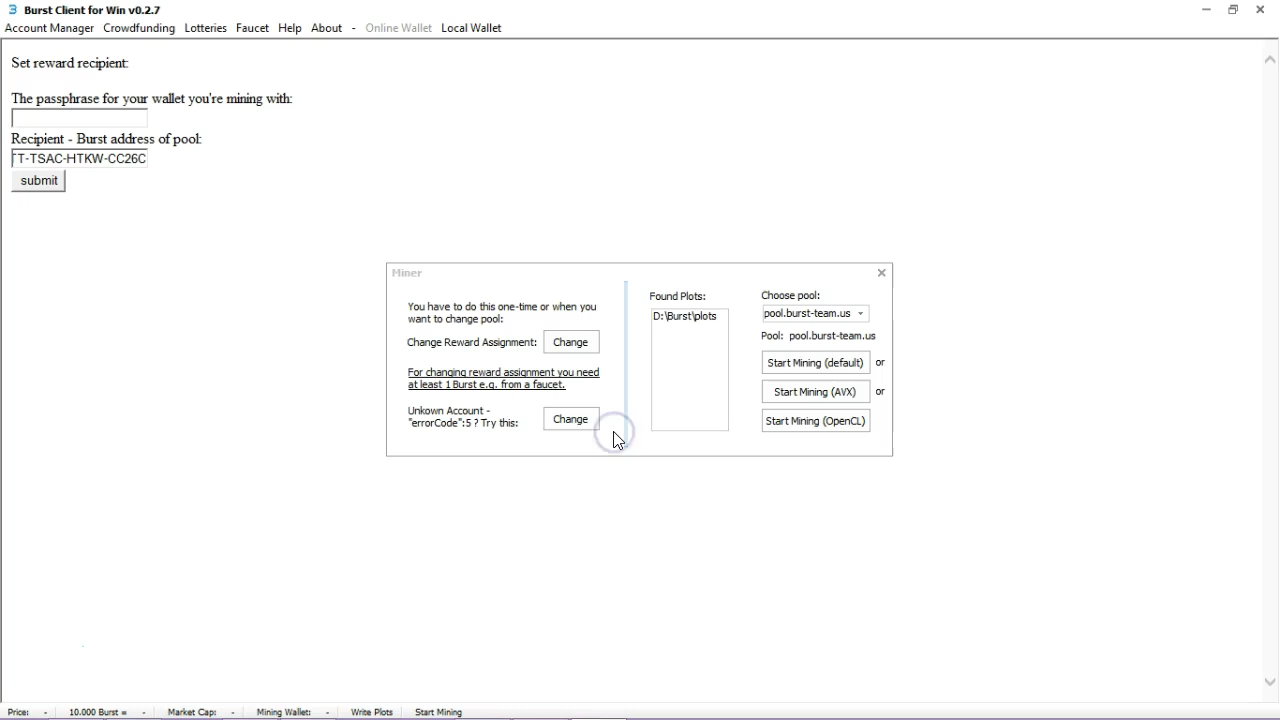 Burst Client for Win v0.2.7
Account Manager Crowdfunding Lotteries Faucet Help About - Online Wallet Local Wallet
Set reward recipient:
The passphrase for your wallet you're mining with:
Recipient - Burst address of pool:
T-TSAC-HTKW-CC26C
submit
Miner
You have to do this one-time or when you
want to change pool:
Change Reward Assignment: Change
For changing reward assignment you need
at least 1 Burst e.g. from a faucet.
Unkown Account -
"errorCode":5 ? Try this: Change
Found Plots:
D:\Burst\plots
Choose pool:
pool.burst-team.us
Pool: pool.burst-team.us
Start Mining (default) or
Start Mining (AVX) or
Start Mining (OpenCL)
Price: - 10.000 Burst = - Market Cap: - Mining Wallet: - Write Plots Start Mining